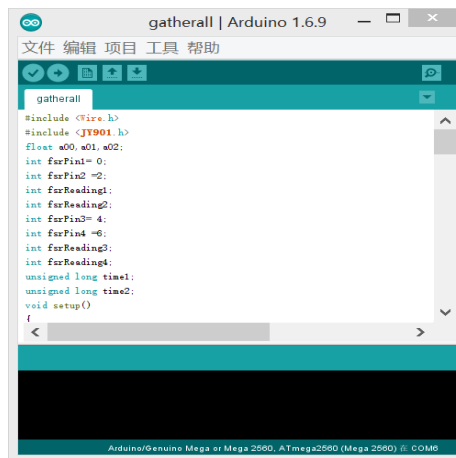 gatherall | Arduino 1.6.9
文件 编辑 项目 工具 帮助
gatherall
#include <Wire.h>
#include <JY901.h>
float a00,a01,a02;
int fsrPin1= 0;
int fsrPin2 =2;
int fsrReading1;
int fsrReading2;
int fsrPin3= 4;
int fsrPin4 =6;
int fsrReading3;
int fsrReading4;
unsigned long time1;
unsigned long time2;
void setup()
{
Arduino/Genuino Mega or Mega 2560, ATmega2560 (Mega 2560) 在 COM6